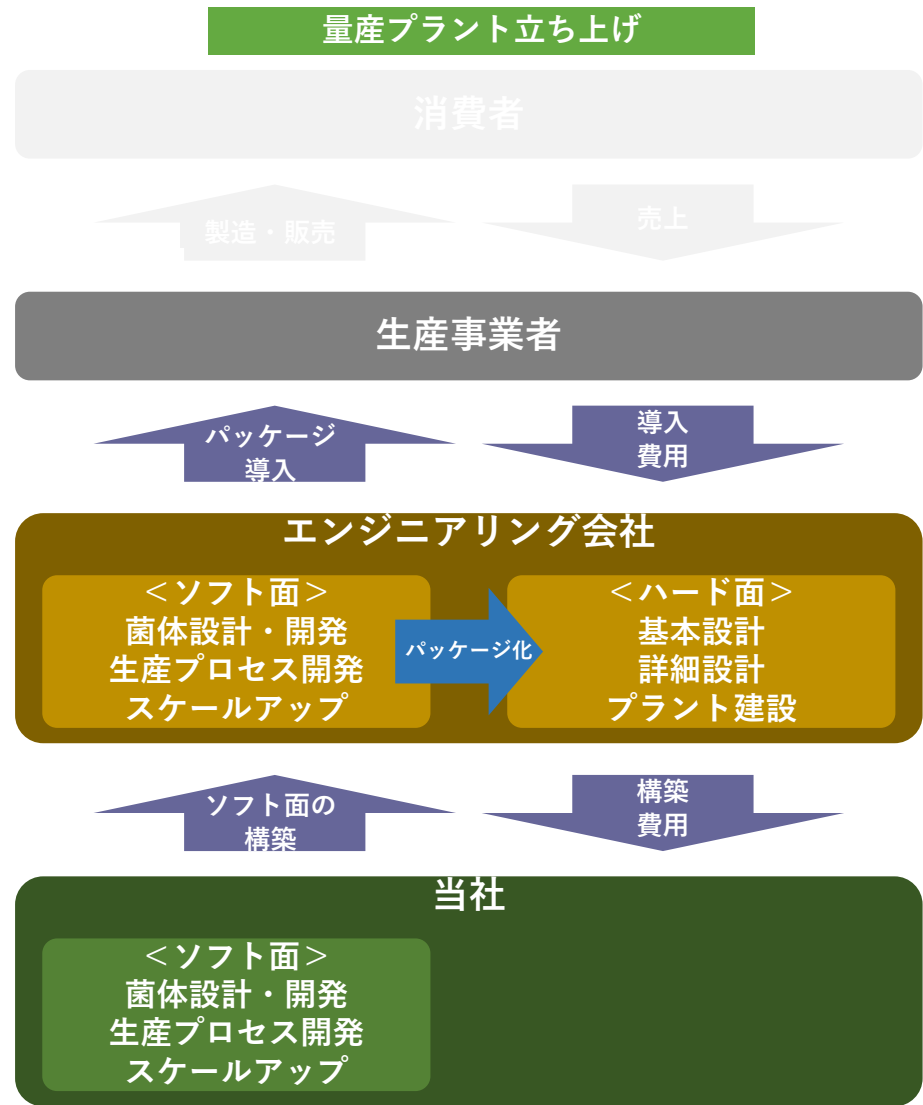 量産プラント立ち上げ
消費者
製造・販売
売上
生産事業者
パッケージ
導入
導入
費用
エンジニアリング会社
＜ソフト面＞
菌体設計・開発
生産プロセス開発
スケールアップ
パッケージ化
＜ハード面＞
基本設計
詳細設計
プラント建設
ソフト面の
構築
構築
費用
当社
＜ソフト面＞
菌体設計・開発
生産プロセス開発
スケールアップ